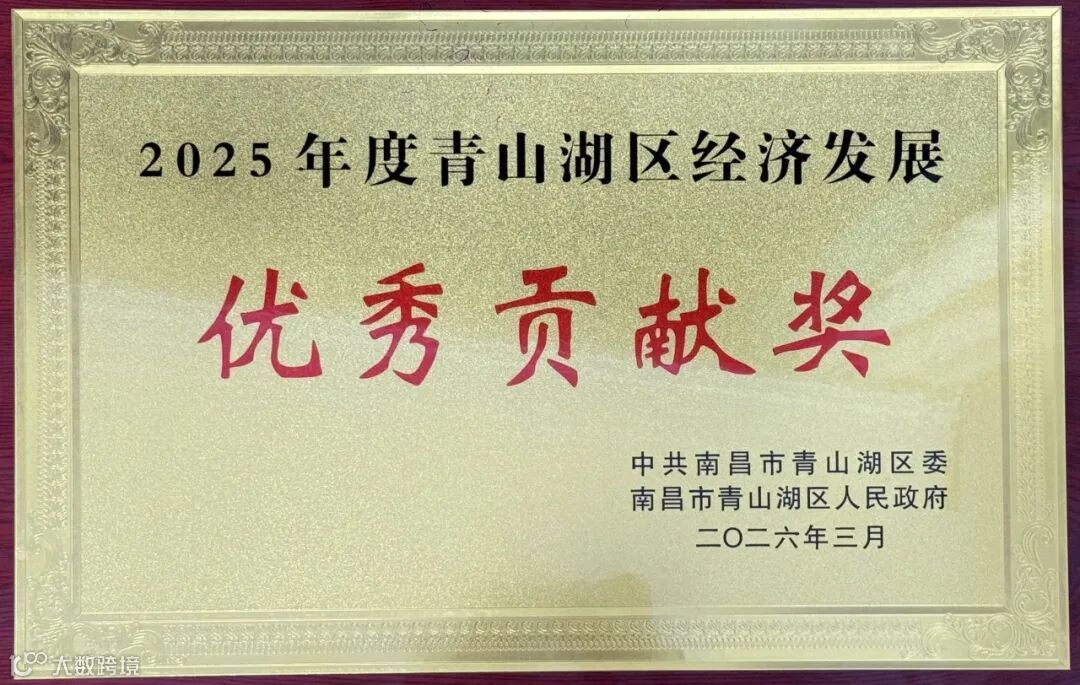 2025年度青山湖区经济发展
优秀贡献奖
中共南昌市青山湖区委
南昌市青山湖区人民政府
二〇二六年三月
大数跨境